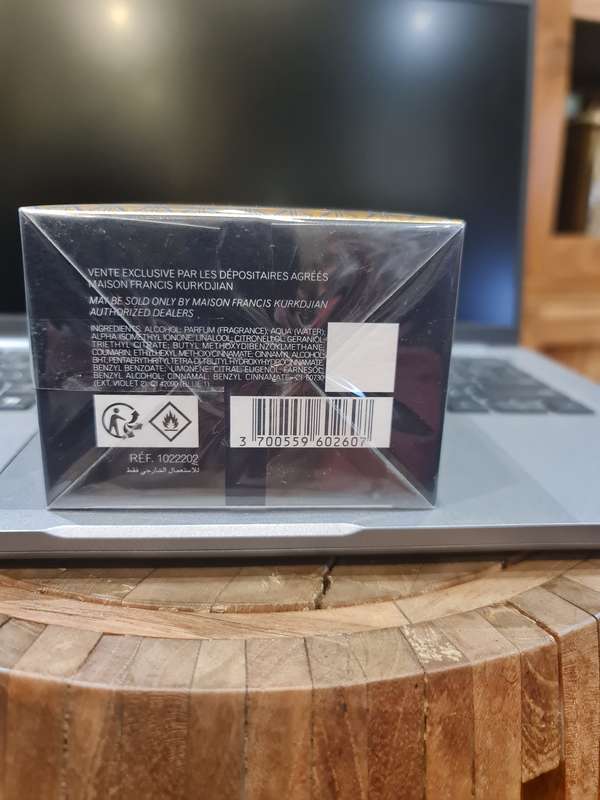 VENTE EXCLUSIVE PAR LES DÉPOSITAIRES AGRÉÉS
MAISON FRANCIS KURKDJIAN
MAY BE SOLD ONLY BY MAISON FRANCIS KURKDJIAN
AUTHORIZED DEALERS
INGREDIENTS: ALCOHOL; PARFUM (FRAGRANCE); AQUA (WATER);
ALPHA ISOMETHYL IONONE; LINALOOL; CITRONELLOL; GERANIOL;
TRIETHYL CITRATE; BUTYL METHOXYDIBENZOYLMETHANE;
COUMARIN; ETHYLHEXYL METHOXYCINNAMATE; CINNAMYL ALCOHOL;
BHT; PENTAERYTHRITYL TETRA-DI-T-BUTYL HYDROXYHYDROCINNAMATE;
BENZYL BENZOATE; LIMONENE; CITRAL; EUGENOL; FARNESOL;
BENZYL ALCOHOL; CINNAMAL; BENZYL CINNAMATE; CI 60730
(EXT. VIOLET 2); CI 42090 (BLUE 1)
3 700559 602607
RÉF. 1022202
للاستعمال الخارجي فقط